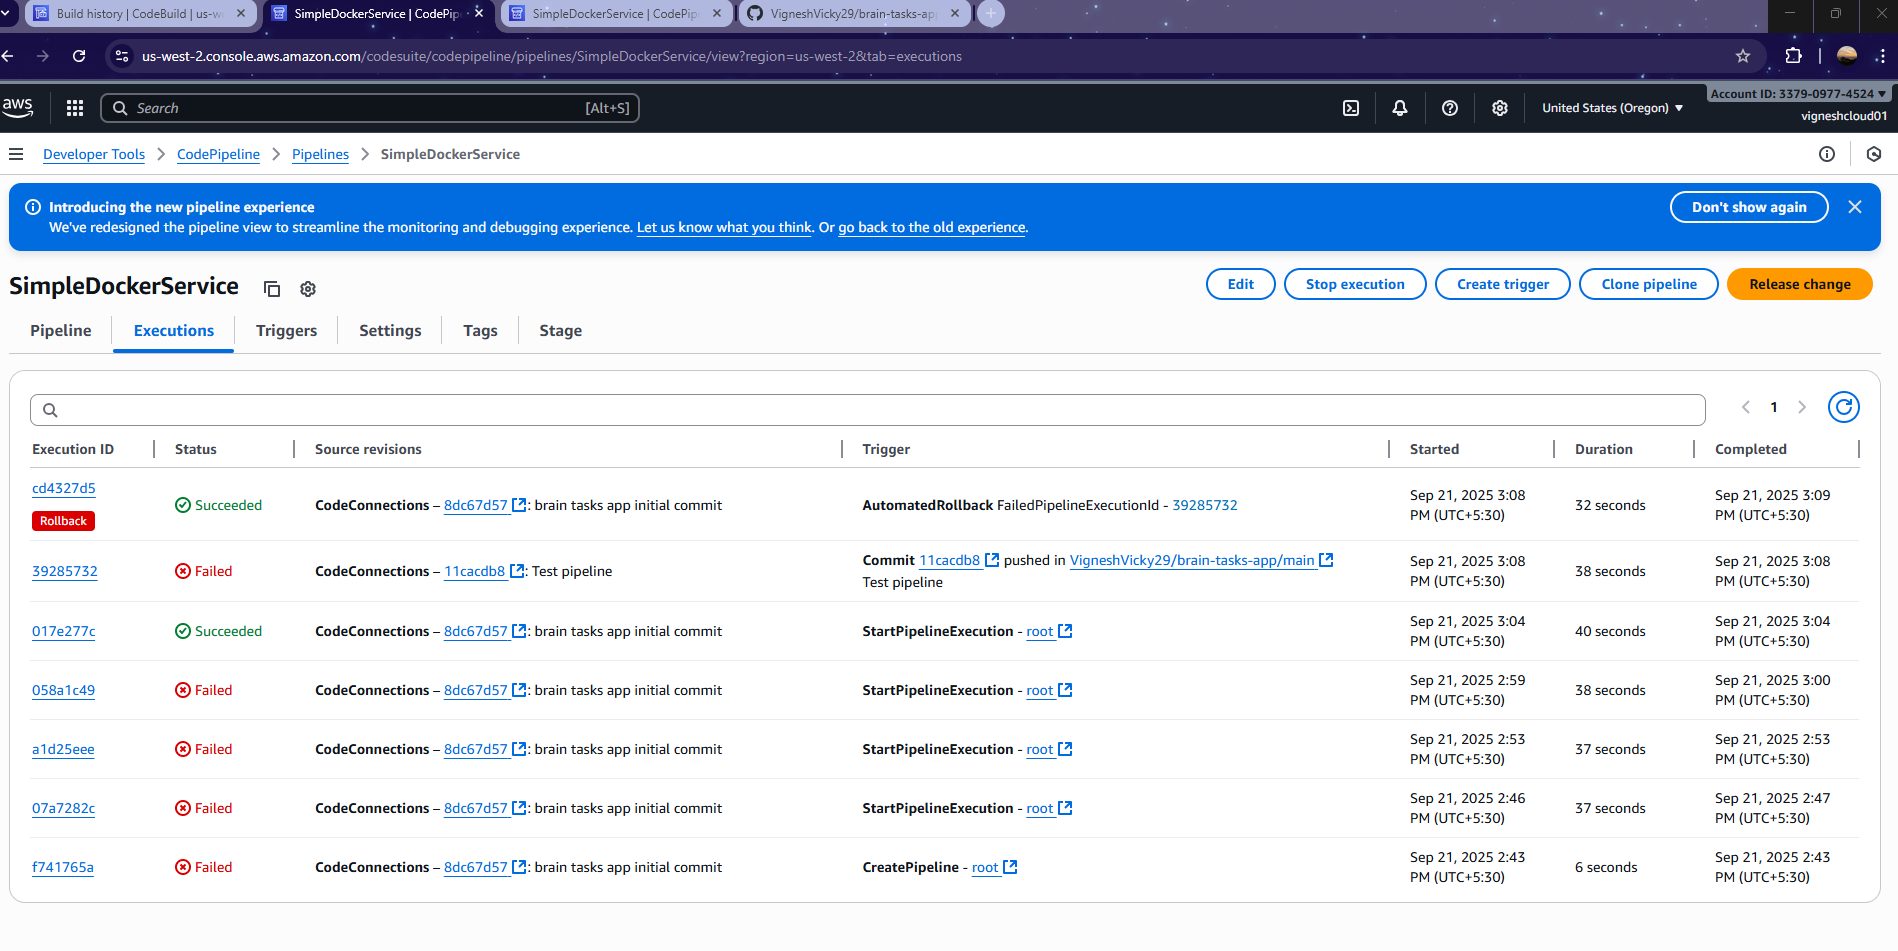 Build history | CodeBuild | us-w
SimpleDockerService | CodePip
SimpleDockerService | CodePip
VigneshVicky29/brain-tasks-ap
us-west-2.console.aws.amazon.com/codesuite/codepipeline/pipelines/SimpleDockerService/view?region=us-west-2&tab=executions
aws
Search
[Alt+S]
United States (Oregon)
Account ID: 3379-0977-4524
vigneshcloud01
Developer Tools
CodePipeline
Pipelines
SimpleDockerService
Introducing the new pipeline experience
We've redesigned the pipeline view to streamline the monitoring and debugging experience. Let us know what you think. Or go back to the old experience.
Don't show again
SimpleDockerService
Edit
Stop execution
Create trigger
Clone pipeline
Release change
Pipeline
Executions
Triggers
Settings
Tags
Stage
1
Execution ID
Status
Source revisions
Trigger
Started
Duration
Completed
cd4327d5
Rollback
Succeeded
CodeConnections – 8dc67d57 : brain tasks app initial commit
AutomatedRollback FailedPipelineExecutionId - 39285732
Sep 21, 2025 3:08
PM (UTC+5:30)
32 seconds
Sep 21, 2025 3:09
PM (UTC+5:30)
39285732
Failed
CodeConnections – 11cacdb8 : Test pipeline
Commit 11cacdb8 pushed in VigneshVicky29/brain-tasks-app/main
Test pipeline
Sep 21, 2025 3:08
PM (UTC+5:30)
38 seconds
Sep 21, 2025 3:08
PM (UTC+5:30)
017e277c
Succeeded
CodeConnections – 8dc67d57 : brain tasks app initial commit
StartPipelineExecution - root
Sep 21, 2025 3:04
PM (UTC+5:30)
40 seconds
Sep 21, 2025 3:04
PM (UTC+5:30)
058a1c49
Failed
CodeConnections – 8dc67d57 : brain tasks app initial commit
StartPipelineExecution - root
Sep 21, 2025 2:59
PM (UTC+5:30)
38 seconds
Sep 21, 2025 3:00
PM (UTC+5:30)
a1d25eee
Failed
CodeConnections – 8dc67d57 : brain tasks app initial commit
StartPipelineExecution - root
Sep 21, 2025 2:53
PM (UTC+5:30)
37 seconds
Sep 21, 2025 2:53
PM (UTC+5:30)
07a7282c
Failed
CodeConnections – 8dc67d57 : brain tasks app initial commit
StartPipelineExecution - root
Sep 21, 2025 2:46
PM (UTC+5:30)
37 seconds
Sep 21, 2025 2:47
PM (UTC+5:30)
f741765a
Failed
CodeConnections – 8dc67d57 : brain tasks app initial commit
CreatePipeline - root
Sep 21, 2025 2:43
PM (UTC+5:30)
6 seconds
Sep 21, 2025 2:43
PM (UTC+5:30)